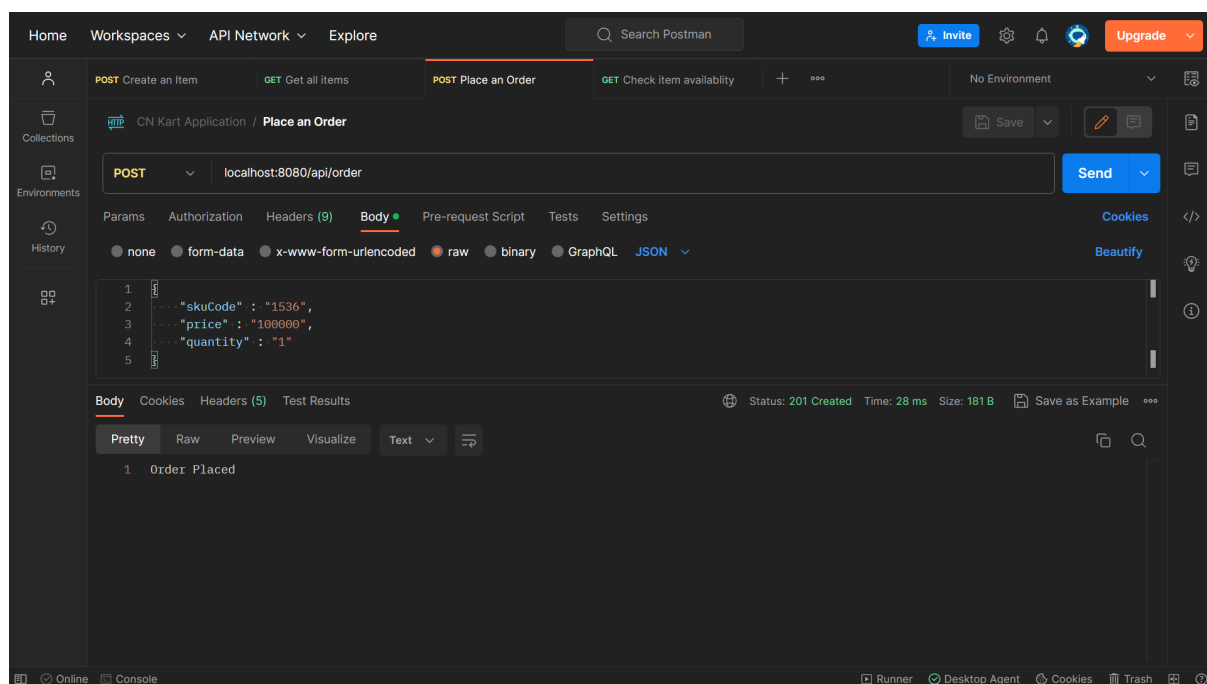 Home Workspaces API Network Explore Search Postman Invite Upgrade
POST Create an Item GET Get all items POST Place an Order GET Check item availablity No Environment
HTTP CN Kart Application / Place an Order Save
Collections
POST localhost:8080/api/order Send
Environments
Params Authorization Headers (9) Body Pre-request Script Tests Settings Cookies
History
none form-data x-www-form-urlencoded raw binary GraphQL JSON Beautify
1 {
2 "skuCode" : "1536",
3 "price" : "100000",
4 "quantity" : "1"
5 }
Body Cookies Headers (5) Test Results Status: 201 Created Time: 28 ms Size: 181 B Save as Example
Pretty Raw Preview Visualize Text
1 Order Placed
Online Console Runner Desktop Agent Cookies Trash